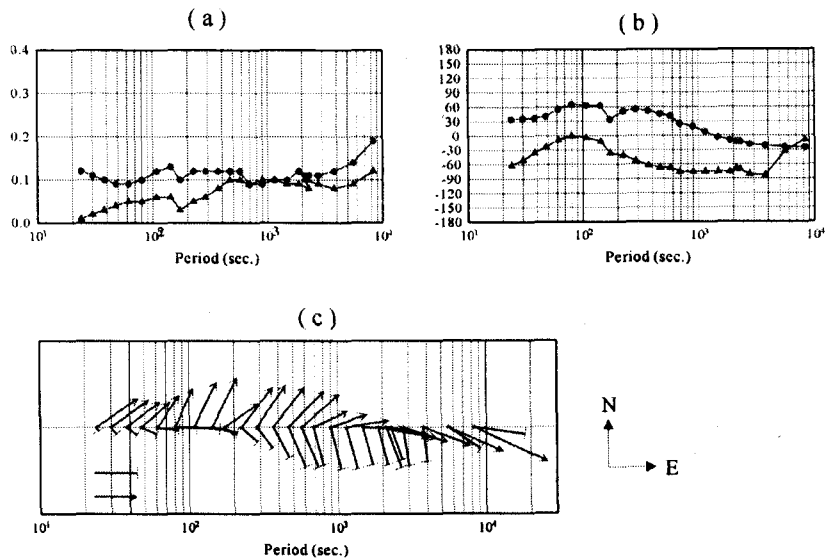 (a)
0.4
0.3
0.2
0.1
0.0
10¹ 10² 10³ 10⁴
Period (sec.)
(b)
180
150
120
90
60
30
0
-30
-60
-90
-120
-150
-180
10¹ 10² 10³ 10⁴
Period (sec.)
(c)
10¹ 10² 10³ 10⁴
Period (sec.)
N
E